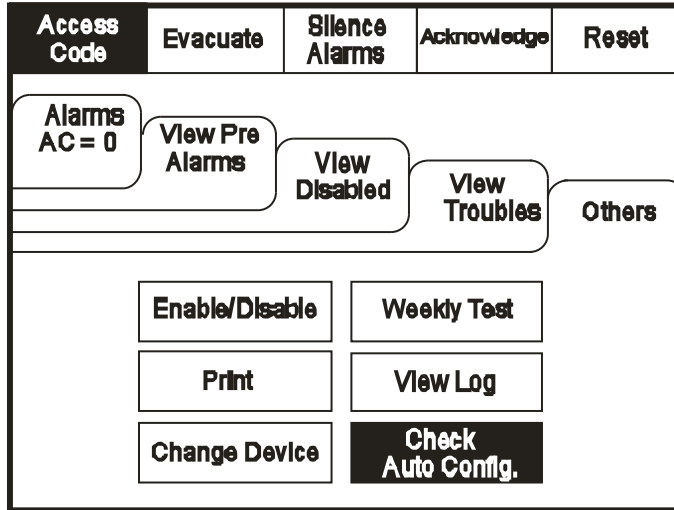 Access
Code
Evacuate
Silence
Alarms
Acknowledge
Reset
Alarms
AC = 0
View Pre
Alarms
View
Disabled
View
Troubles
Others
Enable/Disable
Weekly Test
Print
View Log
Change Device
Check
Auto Config.